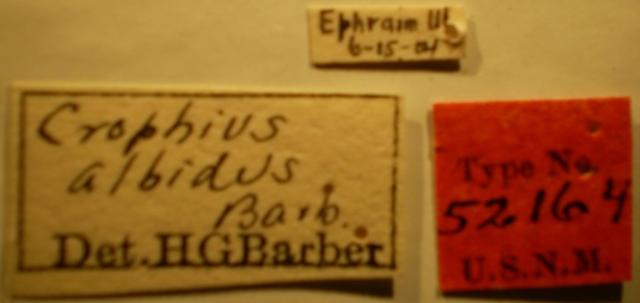 Ephraim Ut
6-15-04
Crophius
albidus
Barb.
Det. HGBarber
Type No.
52164
U.S.N.M.